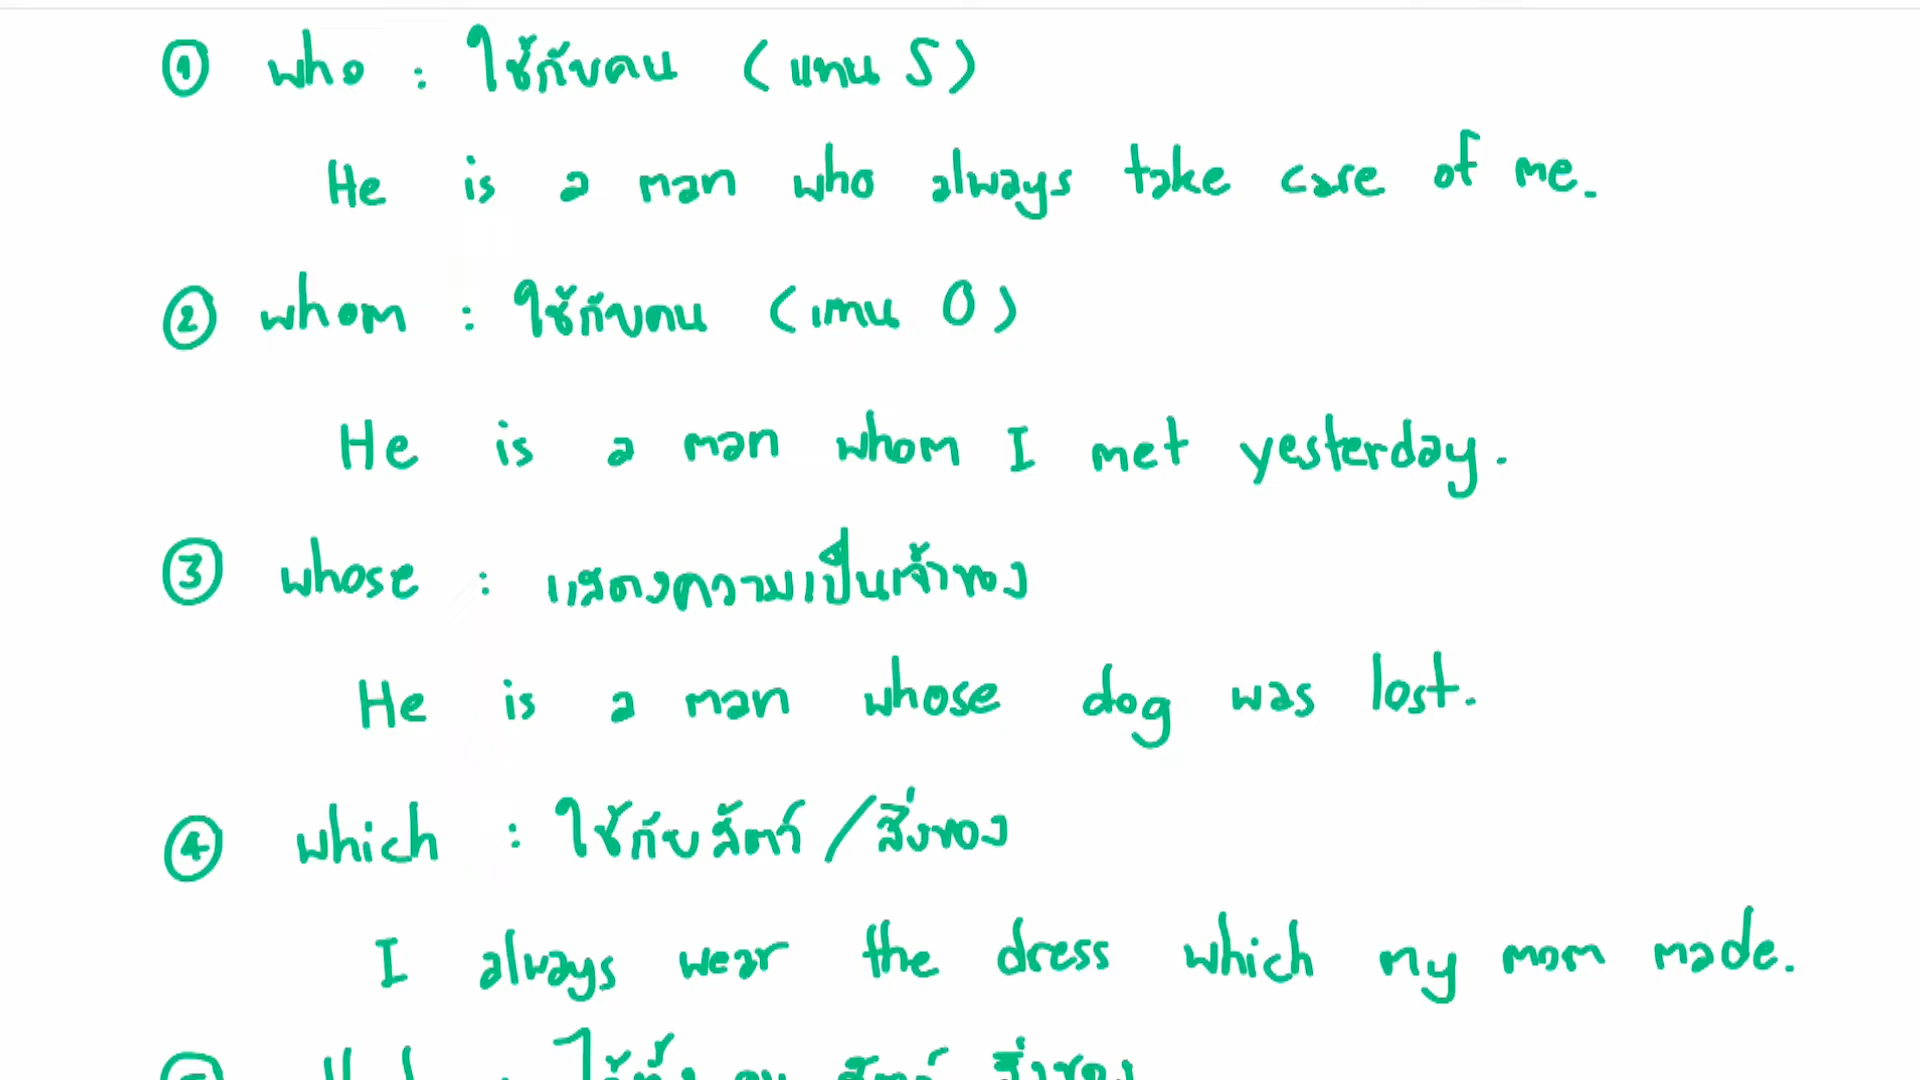 ① who : ใช้กับคน (แทน S)
He is a man who always take care of me.
② whom : ใช้กับคน (แทน O)
He is a man whom I met yesterday.
③ whose : แสดงความเป็นเจ้าของ
He is a man whose dog was lost.
④ which : ใช้กับสัตว์ / สิ่งของ
I always wear the dress which my mom made.